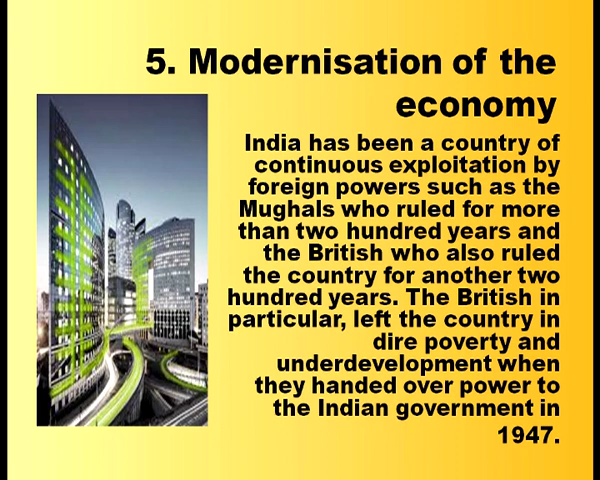 5. Modernisation of the
economy
India has been a country of
continuous exploitation by
foreign powers such as the
Mughals who ruled for more
than two hundred years and
the British who also ruled
the country for another two
hundred years. The British in
particular, left the country in
dire poverty and
underdevelopment when
they handed over power to
the Indian government in
1947.